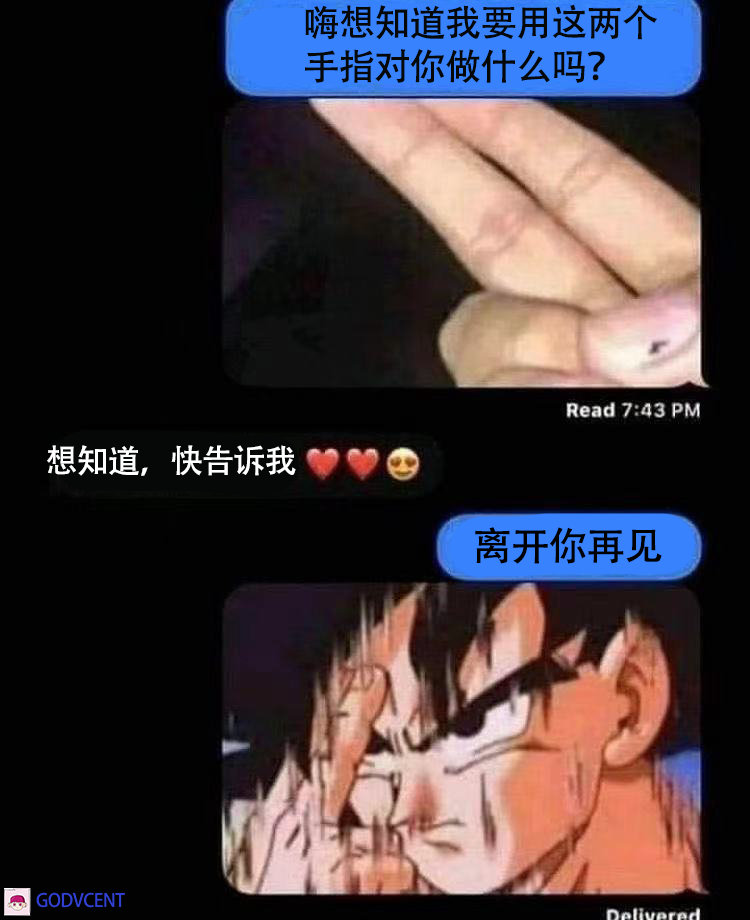 嗨想知道我要用这两个
手指对你做什么吗？
Read 7:43 PM
想知道，快告诉我 ❤️❤️😍
离开你再见
Delivered
GODVCENT